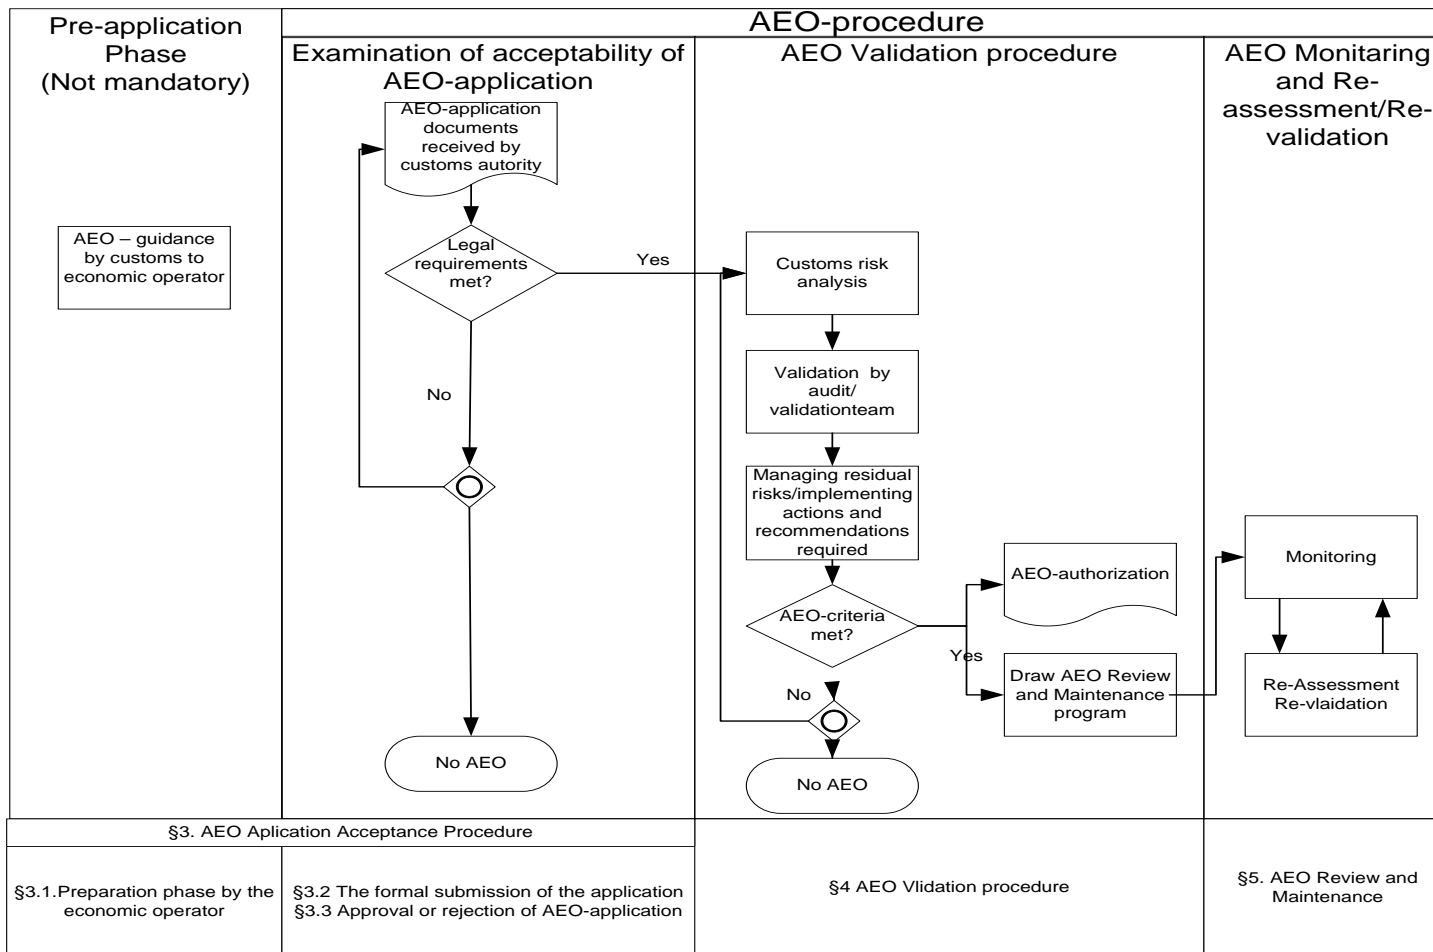 Pre-application
Phase
(Not mandatory)
AEO-procedure
Examination of acceptability of
AEO-application
AEO Validation procedure
AEO Monitaring
and Re-
assessment/Re-
validation
AEO – guidance
by customs to
economic operator
AEO-application
documents
received by
customs autority
Legal
requirements
met?
Yes
No
No AEO
Customs risk
analysis
Validation by
audit/
validationteam
Managing residual
risks/implementing
actions and
recommendations
required
AEO-criteria
met?
Yes
No
No AEO
AEO-authorization
Draw AEO Review
and Maintenance
program
Monitoring
Re-Assessment
Re-vlaidation
§3. AEO Aplication Acceptance Procedure
§3.1.Preparation phase by the
economic operator
§3.2 The formal submission of the application
§3.3 Approval or rejection of AEO-application
§4 AEO Vlidation procedure
§5. AEO Review and
Maintenance